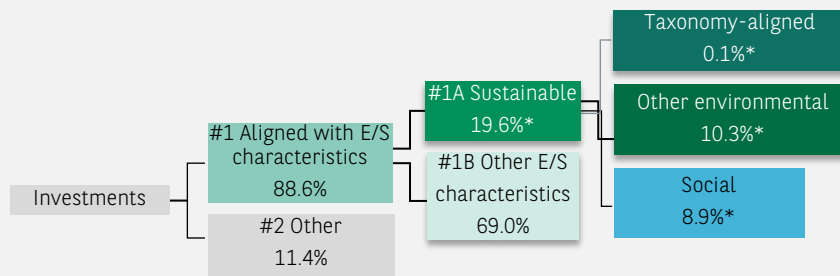 Investments
#1 Aligned with E/S
characteristics
88.6%
#2 Other
11.4%
#1A Sustainable
19.6%*
#1B Other E/S
characteristics
69.0%
Taxonomy-aligned
0.1%*
Other environmental
10.3%*
Social
8.9%*